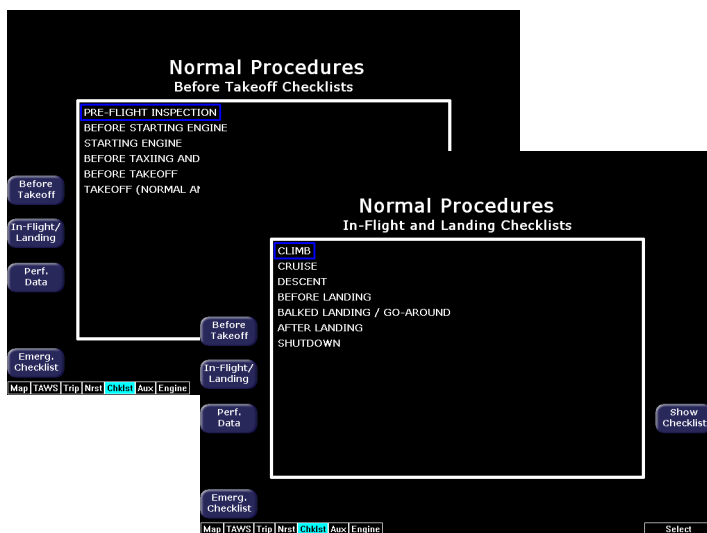 Normal Procedures
Before Takeoff Checklists
PRE-FLIGHT INSPECTION
BEFORE STARTING ENGINE
STARTING ENGINE
BEFORE TAXIING AND
BEFORE TAKEOFF
TAKEOFF (NORMAL
Before
Takeoff
In-Flight/
Landing
Perf.
Data
Emerg.
Checklist
Map TAWS Trip Nrst Chklst Aux Engine
Normal Procedures
In-Flight and Landing Checklists
CLIMB
CRUISE
DESCENT
BEFORE LANDING
BALKED LANDING / GO-AROUND
AFTER LANDING
SHUTDOWN
Before
Takeoff
In-Flight/
Landing
Perf.
Data
Show
Checklist
Emerg.
Checklist
Map TAWS Trip Nrst Chklst Aux Engine
Select